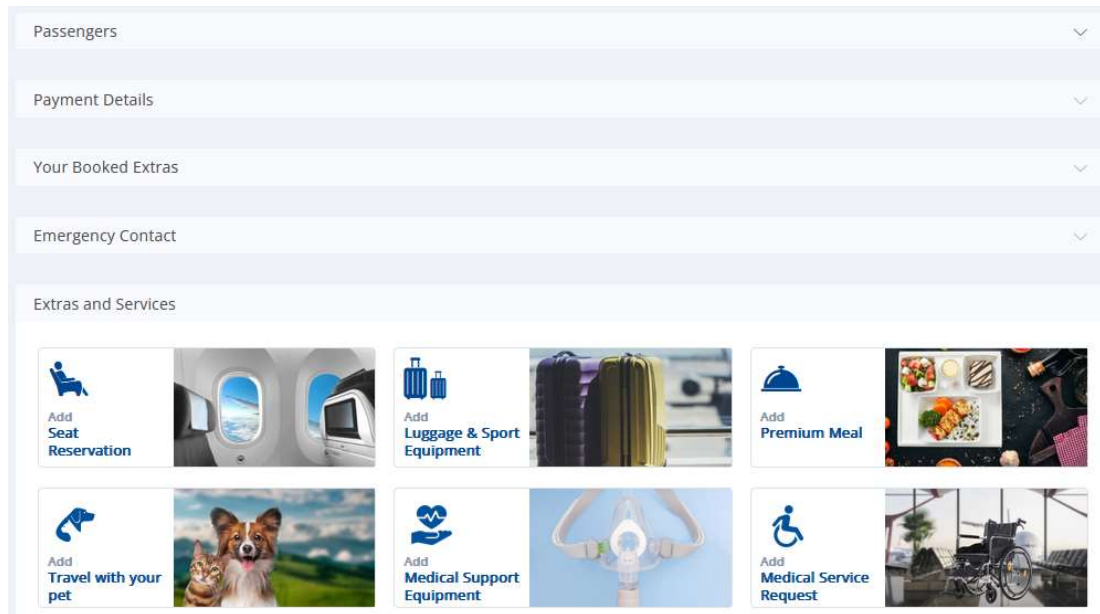 Passengers
Payment Details
Your Booked Extras
Emergency Contact
Extras and Services
Add
Seat
Reservation
Add
Luggage & Sport
Equipment
Add
Premium Meal
Add
Travel with your
pet
Add
Medical Support
Equipment
Add
Medical Service
Request